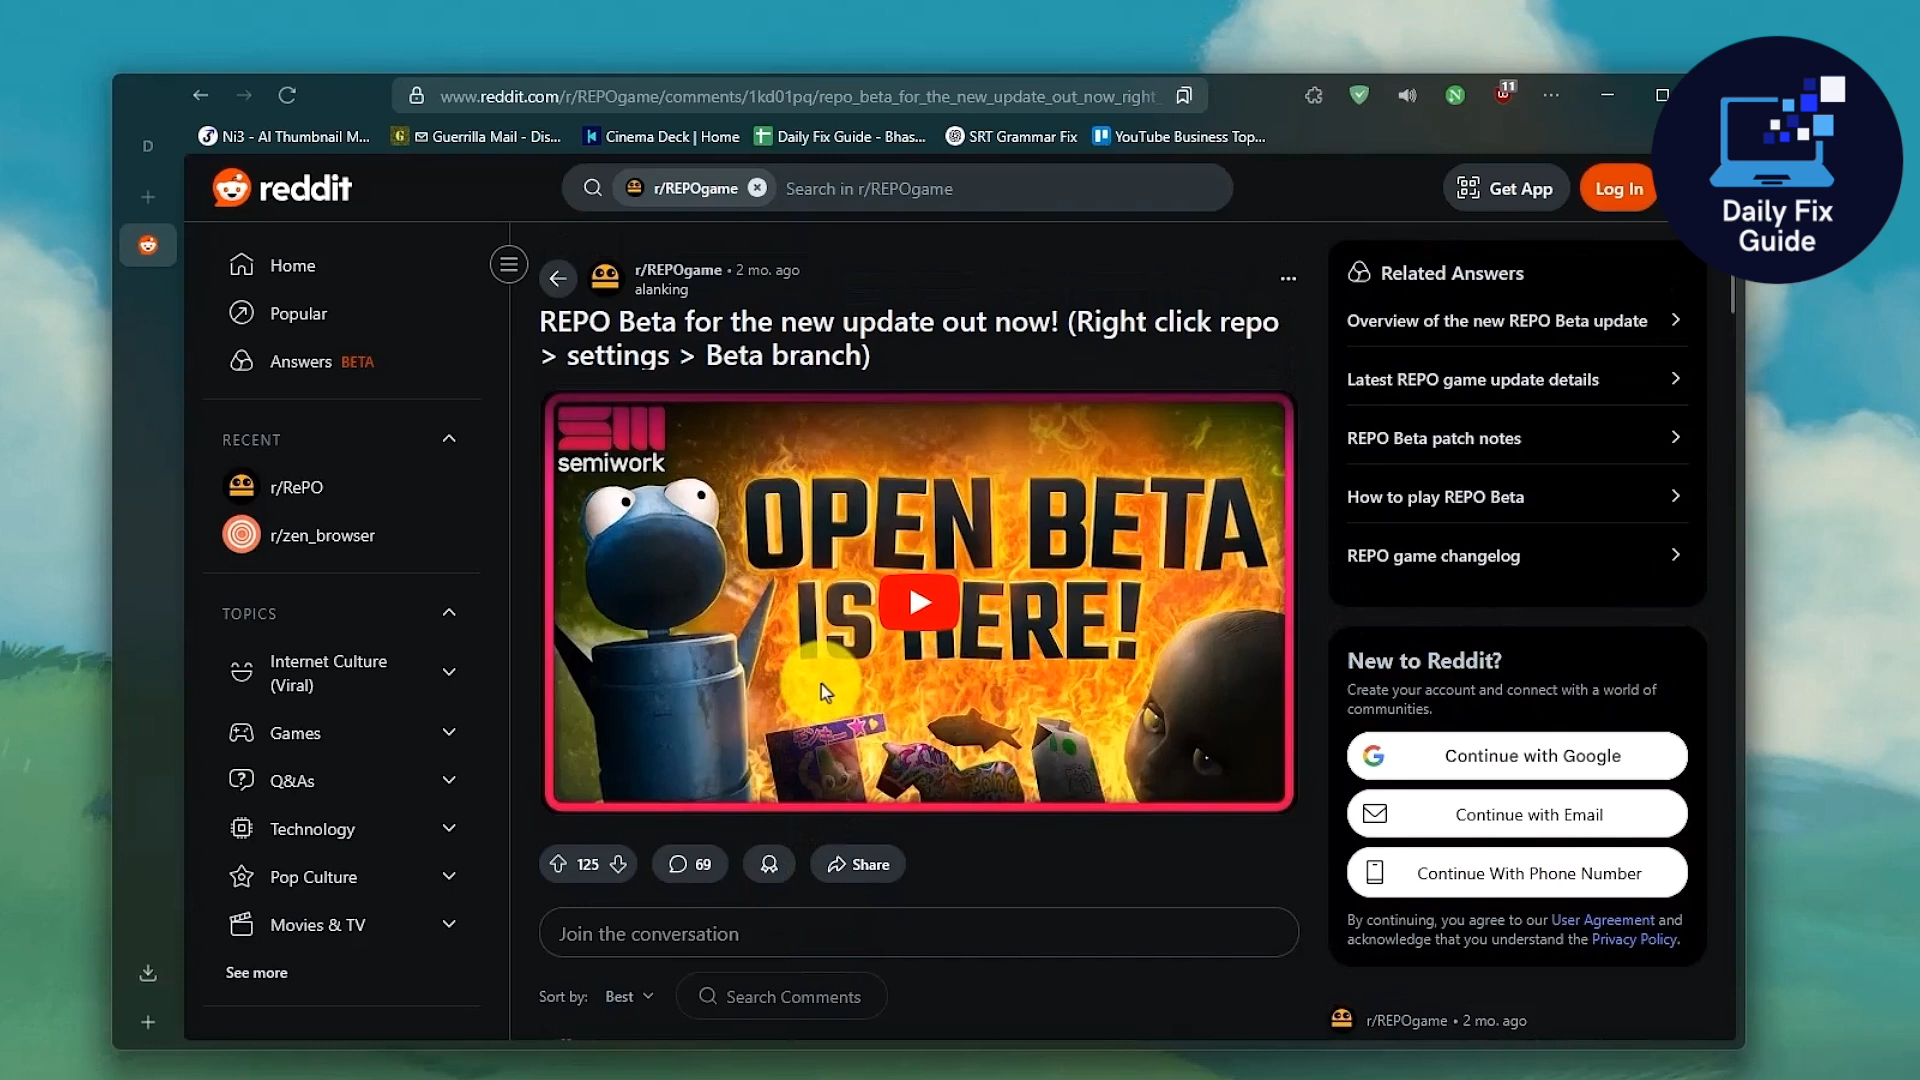 www.reddit.com/r/REPOgame/comments/1kd01pq/repo_beta_for_the_new_update_out_now_right
11
D
Ni3 - AI Thumbnail M...
Guerrilla Mail - Dis...
Cinema Deck | Home
Daily Fix Guide - Bhas...
SRT Grammar Fix
YouTube Business Top...
Daily Fix
Guide
reddit
r/REPOgame
Search in r/REPOgame
Get App
Log In
Home
Popular
Answers BETA
RECENT
r/RePO
r/zen_browser
TOPICS
Internet Culture
(Viral)
Games
Q&As
Technology
Pop Culture
Movies & TV
See more
r/REPOgame • 2 mo. ago
alanking
REPO Beta for the new update out now! (Right click repo
> settings > Beta branch)
semiwork
OPEN BETA
IS HERE!
125
69
Share
Join the conversation
Sort by: Best
Search Comments
Related Answers
Overview of the new REPO Beta update
Latest REPO game update details
REPO Beta patch notes
How to play REPO Beta
REPO game changelog
New to Reddit?
Create your account and connect with a world of
communities.
Continue with Google
Continue with Email
Continue With Phone Number
By continuing, you agree to our User Agreement and
acknowledge that you understand the Privacy Policy.
r/REPOgame • 2 mo. ago